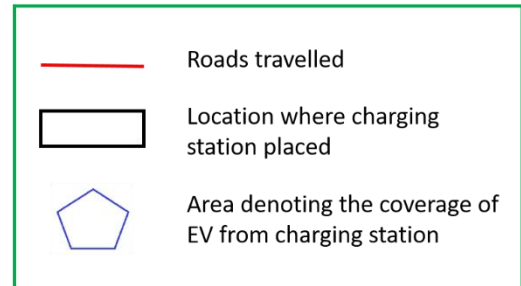 Roads travelled
Location where charging
station placed
Area denoting the coverage of
EV from charging station